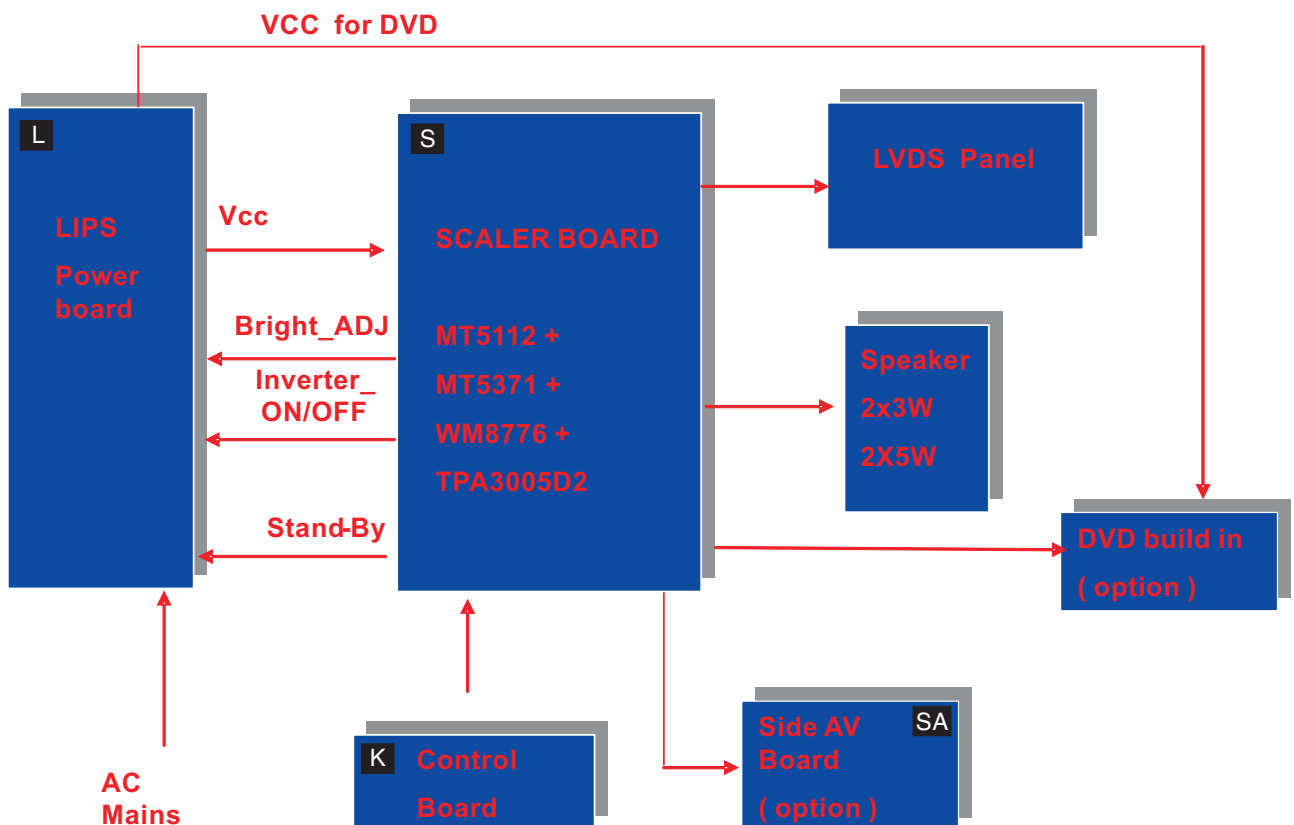 VCC for DVD
L
LIPS
Power
board
Vcc
Bright_ADJ
Inverter_
ON/OFF
Stand-By
AC
Mains
S
SCALER BOARD
MT5112 +
MT5371 +
WM8776 +
TPA3005D2
LVDS Panel
Speaker
2x3W
2X5W
DVD build in
( option )
K Control
Board
Side AV SA
Board
( option )